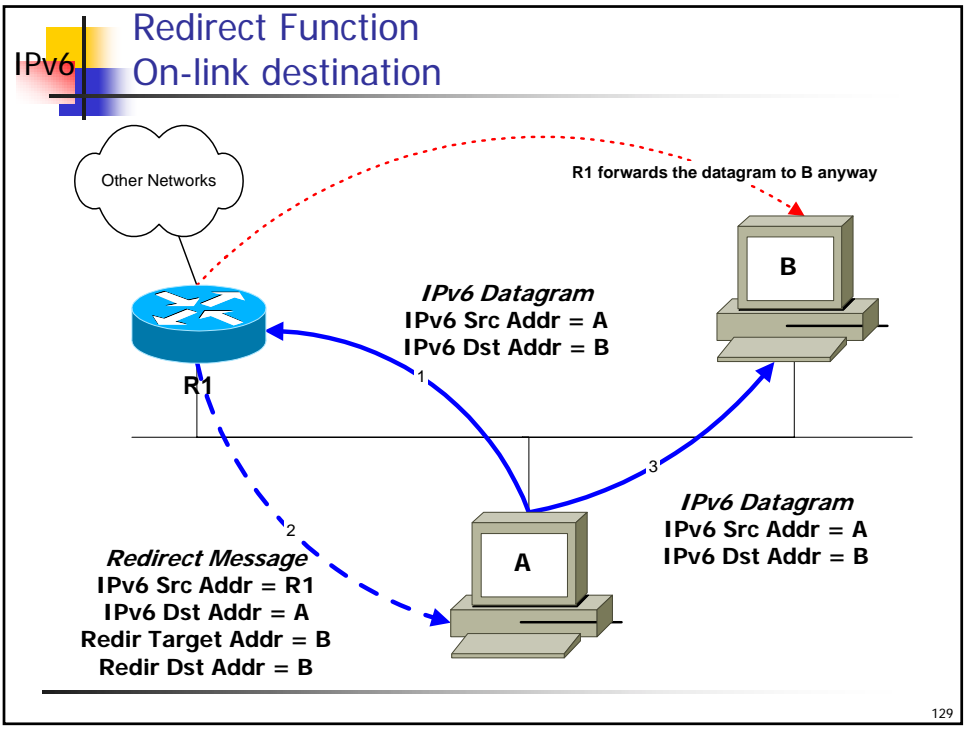 Redirect Function
IPv6
On-link destination
Other Networks
R1 forwards the datagram to B anyway
B
IPv6 Datagram
IPv6 Src Addr = A
IPv6 Dst Addr = B
R1
1
3
2
IPv6 Datagram
IPv6 Src Addr = A
IPv6 Dst Addr = B
A
Redirect Message
IPv6 Src Addr = R1
IPv6 Dst Addr = A
Redir Target Addr = B
Redir Dst Addr = B
129